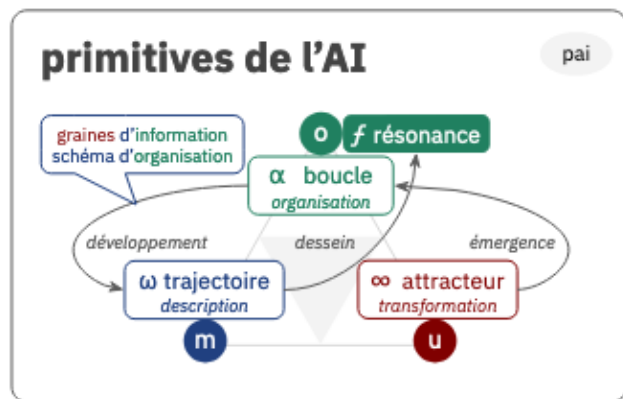 primitives de l’AI
pai
graines d’information
schéma d’organisation
o
ƒ résonance
α boucle
organisation
développement
dessein
émergence
ω trajectoire
description
∞ attracteur
transformation
m
u